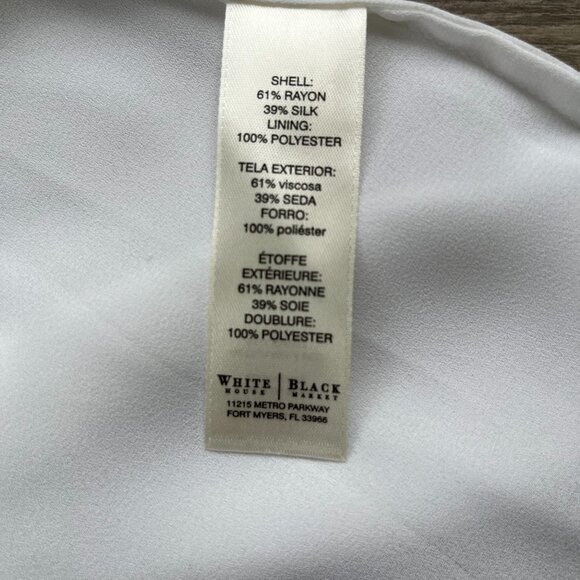 SHELL:
61% RAYON
39% SILK
LINING:
100% POLYESTER
TELA EXTERIOR:
61% viscosa
39% SEDA
FORRO:
100% poliéster
ÉTOFFE
EXTÉRIEURE:
61% RAYONNE
39% SOIE
DOUBLURE:
100% POLYESTER
WHITE | BLACK
HOUSE MARKET
11215 METRO PARKWAY
FORT MYERS, FL 33966